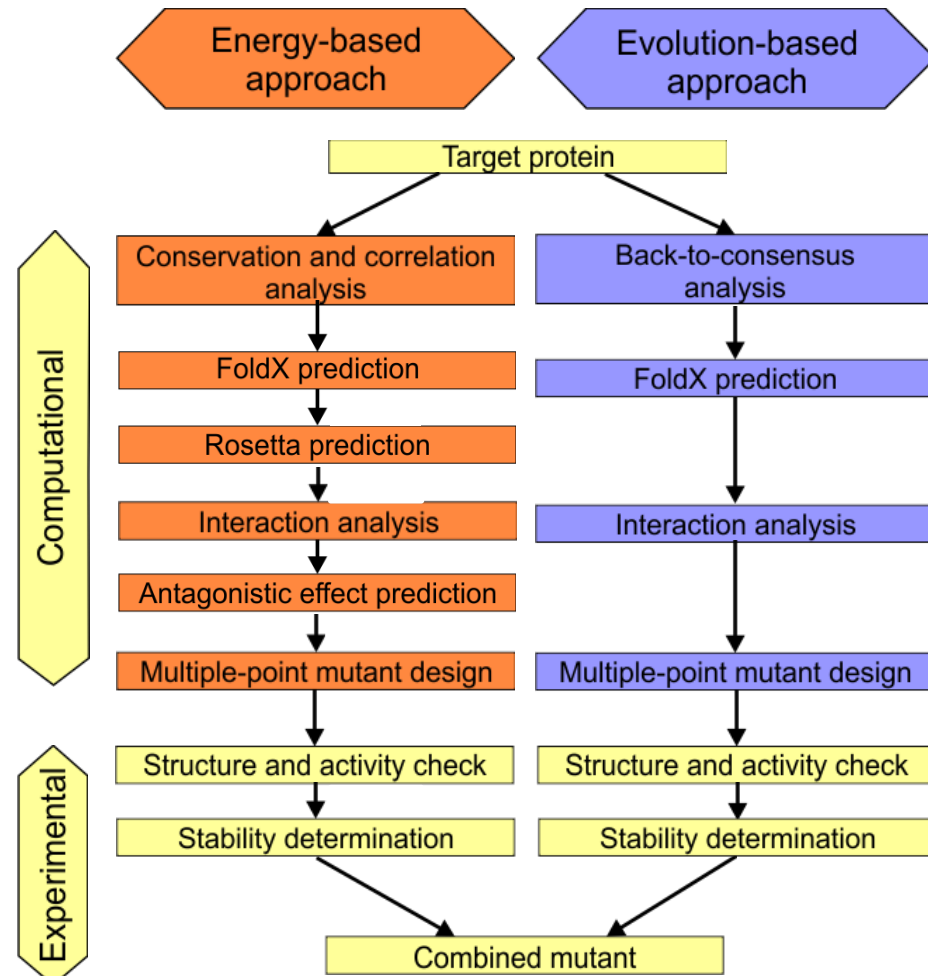 Energy-based
approach
Evolution-based
approach
Target protein
Computational
Conservation and correlation
analysis
Back-to-consensus
analysis
FoldX prediction
FoldX prediction
Rosetta prediction
Interaction analysis
Interaction analysis
Antagonistic effect prediction
Multiple-point mutant design
Multiple-point mutant design
Experimental
Structure and activity check
Structure and activity check
Stability determination
Stability determination
Combined mutant